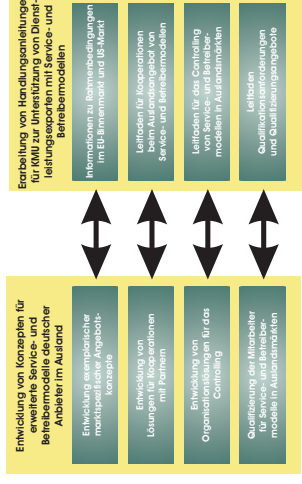 Entwicklung von Konzepten für
erweiterte Service- und
Betreibermodelle deutscher
Anbieter im Ausland
Entwicklung exemplarischer
marktspezifischer Angebots-
konzepte
Entwicklung von
Lösungen für Kooperationen
mit Partnern
Entwicklung von
Organisationslösungen für das
Controlling
Qualifizierung der Mitarbeiter
für Service- und Betreiber-
modelle in Auslandsmärkten
Erarbeitung von Handlungsanleitungen
für KMU zur Unterstützung von Dienst-
leistungsexporten mit Service- und
Betreibermodellen
Informationen zu Rahmenbedingungen
im EU-Binnenmarkt und US-Markt
Leitfaden für Kooperationen
beim Auslandsangebot von
Service- und Betreibermodellen
Leitfaden für das Controlling
von Service- und Betreiber-
modellen in Auslandsmärkten
Leitfaden
Qualifikationsanforderungen
und Qualifizierungsangebote